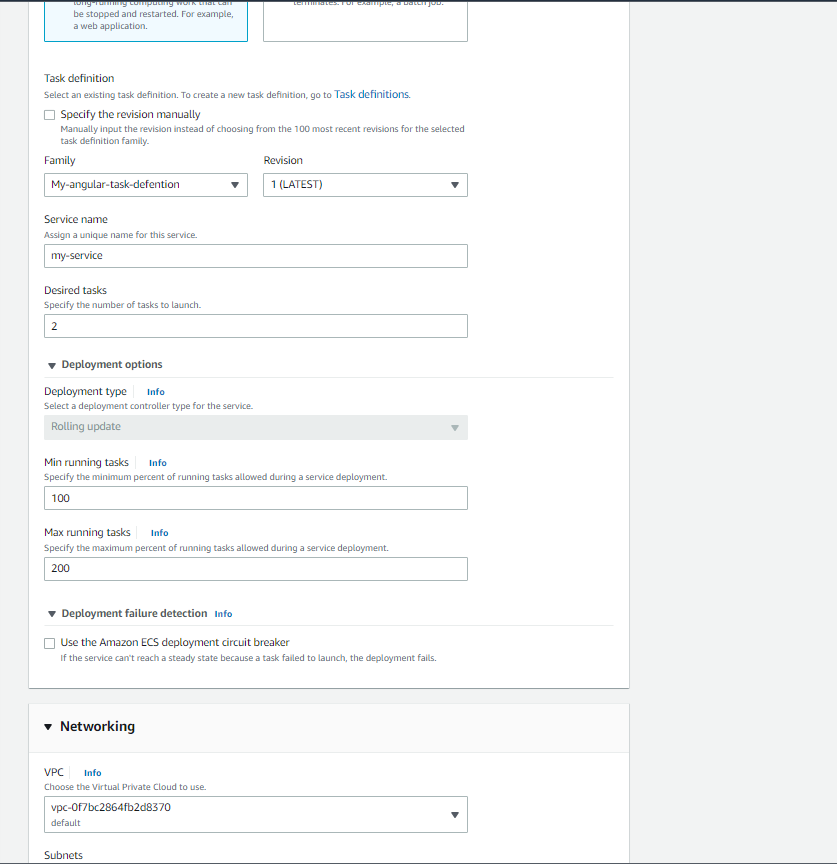 long-running computing work that can
be stopped and restarted. For example,
a web application.
terminates. For example, a batch job.
Task definition
Select an existing task definition. To create a new task definition, go to Task definitions.
Specify the revision manually
Manually input the revision instead of choosing from the 100 most recent revisions for the selected
task definition family.
Family
Revision
My-angular-task-defention
1 (LATEST)
Service name
Assign a unique name for this service.
my-service
Desired tasks
Specify the number of tasks to launch.
2
Deployment options
Deployment type Info
Select a deployment controller type for the service.
Rolling update
Min running tasks Info
Specify the minimum percent of running tasks allowed during a service deployment.
100
Max running tasks Info
Specify the maximum percent of running tasks allowed during a service deployment.
200
Deployment failure detection Info
Use the Amazon ECS deployment circuit breaker
If the service can't reach a steady state because a task failed to launch, the deployment fails.
Networking
VPC Info
Choose the Virtual Private Cloud to use.
vpc-0f7bc2864fb2d8370
default
Subnets